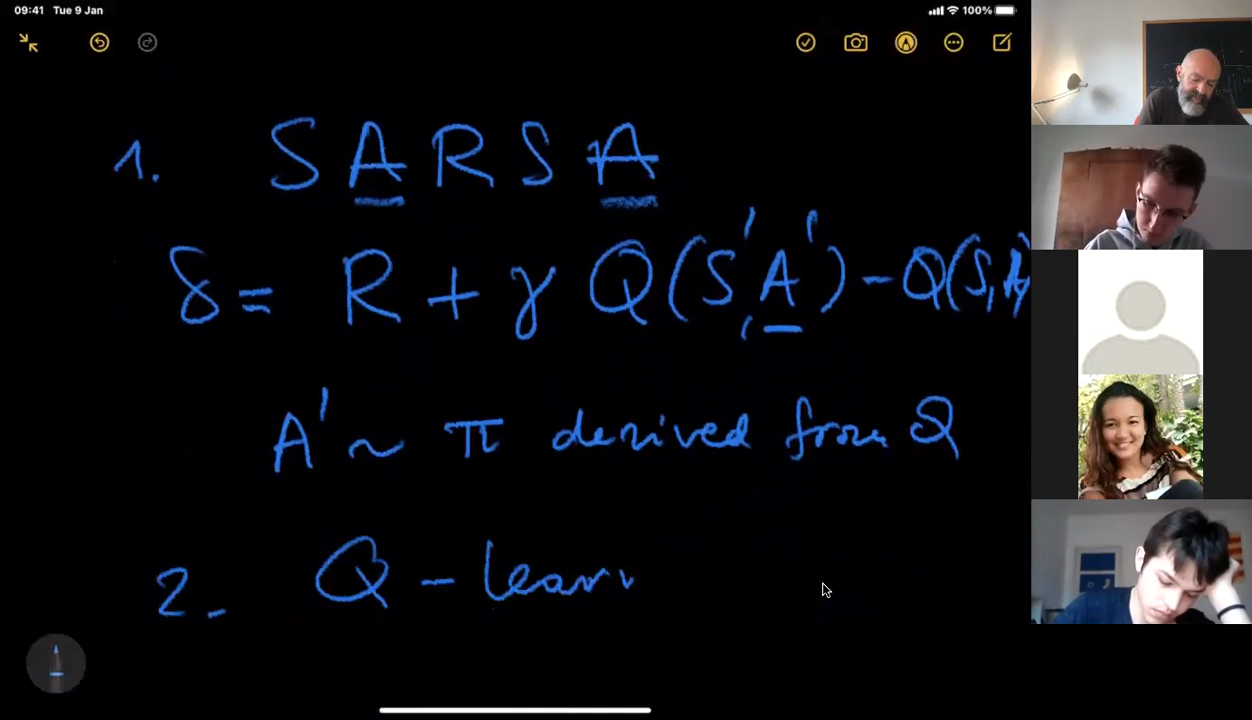 09:41 Tue 9 Jan 100%
1. SARSA
δ = R + γ Q(S', A') - Q(S, A)
A' ~ π derived from Q
2. Q-learn